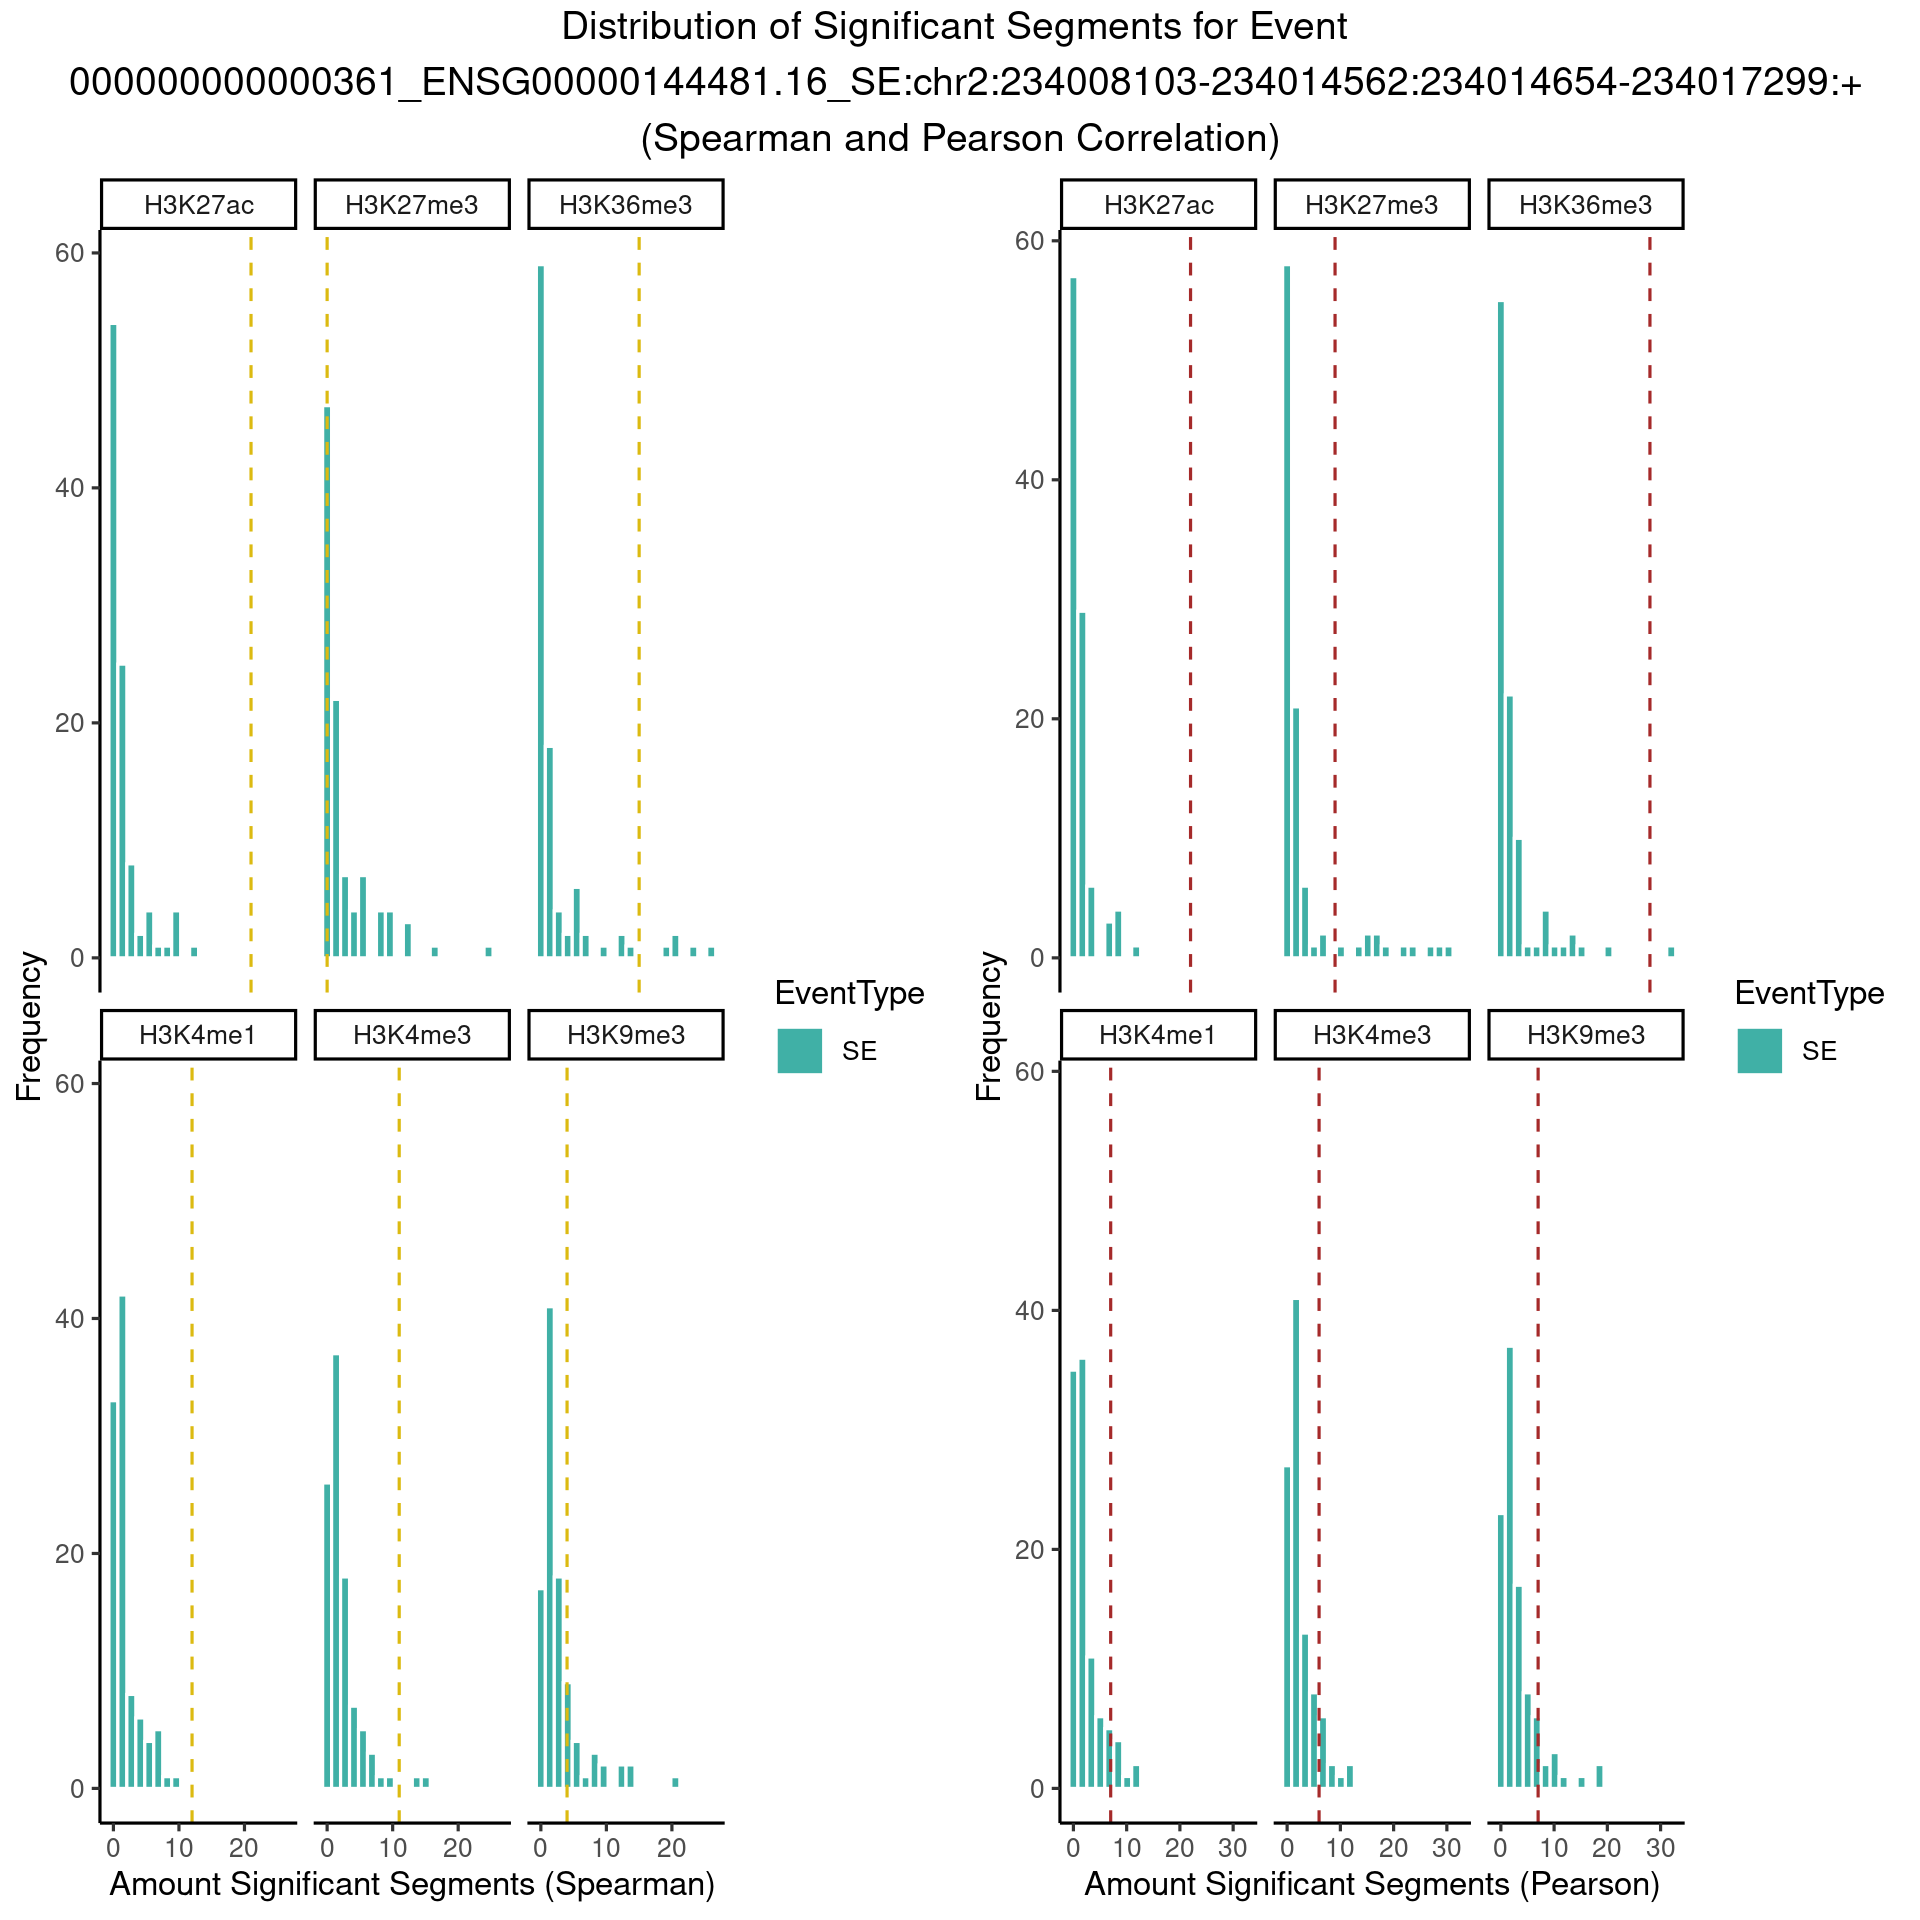 Distribution of Significant Segments for Event
000000000000361_ENSG00000144481.16_SE:chr2:234008103-234014562:234014654-234017299:+
(Spearman and Pearson Correlation)
H3K27ac H3K27me3 H3K36me3
60
40
20
0
H3K4me1 H3K4me3 H3K9me3
60
40
20
0
0 10 20 0 10 20 0 10 20
Frequency
Amount Significant Segments (Spearman)
EventType
SE
H3K27ac H3K27me3 H3K36me3
60
40
20
0
H3K4me1 H3K4me3 H3K9me3
60
40
20
0
0 10 20 30 0 10 20 30 0 10 20 30
Frequency
Amount Significant Segments (Pearson)
EventType
SE